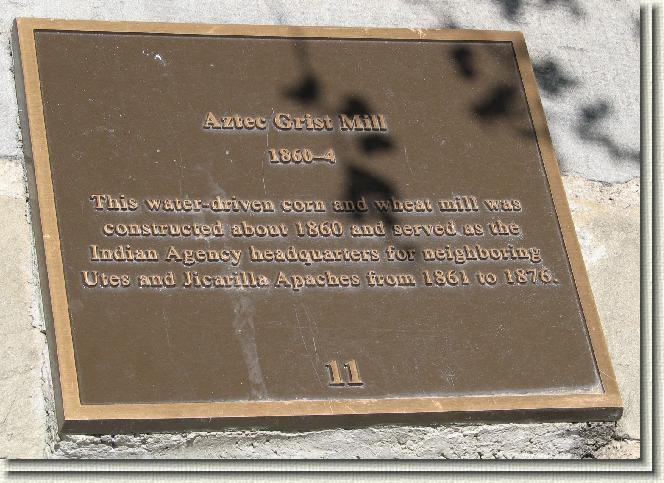 Aztec Grist Mill
1860–4
This water-driven corn and wheat mill was
constructed about 1860 and served as the
Indian Agency headquarters for neighboring
Utes and Jicarilla Apaches from 1861 to 1876.
11